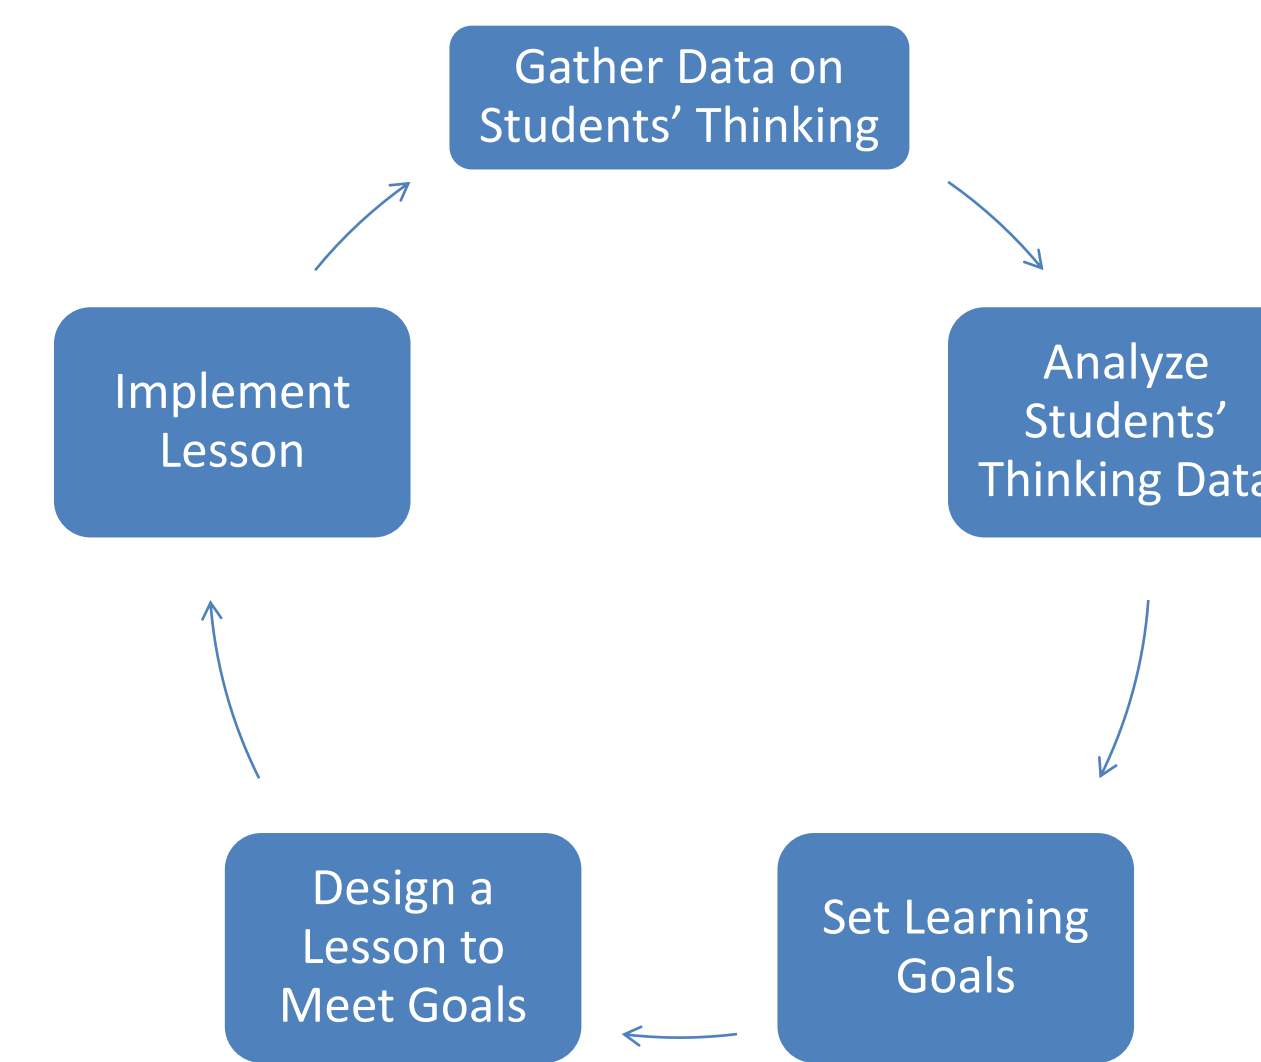 Gather Data on
Students’ Thinking
Analyze
Students’
Thinking Data
Set Learning
Goals
Design a
Lesson to
Meet Goals
Implement
Lesson